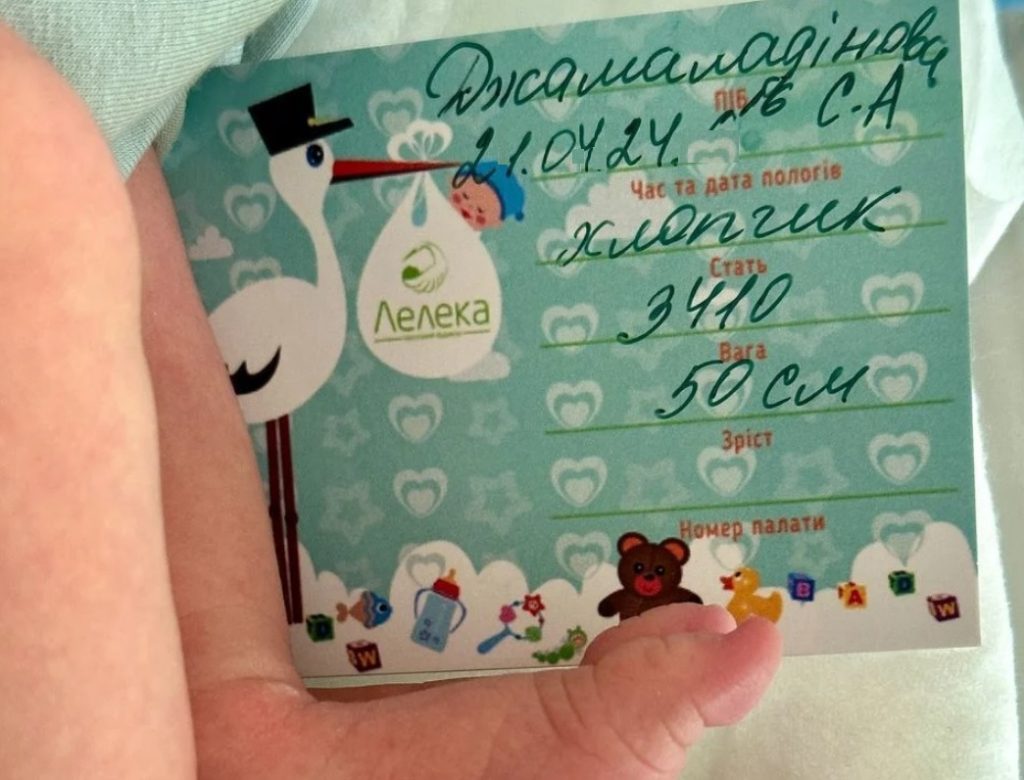 Джамаладінова
ПІБ
С.А
21.04.24.
Час та дата пологів
хлопчик
Стать
3410
Вага
50 см
Зріст
Номер палати
Лелека
W
B
A
D
W